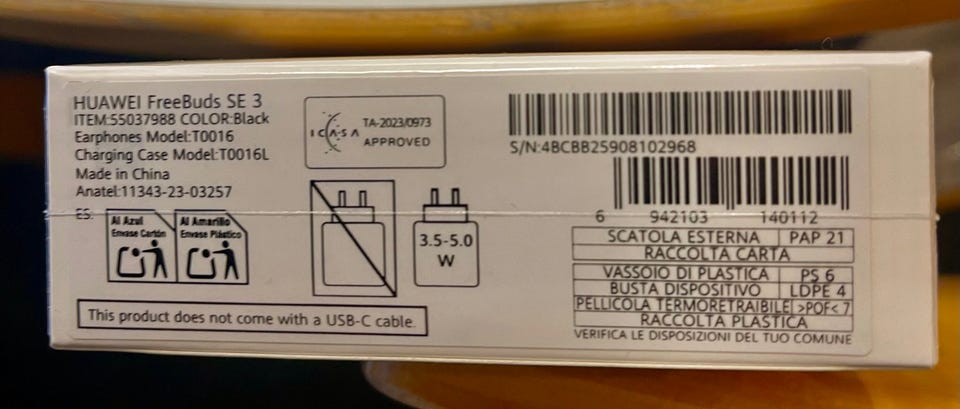 HUAWEI FreeBuds SE 3
ITEM:55037988 COLOR:Black
Earphones Model:T0016
Charging Case Model:T0016L
Made in China
Anatel:11343-23-03257
ES:
Al Azul
Envase Cartón
Al Amarillo
Envase Plástico
This product does not come with a USB-C cable.
ICASA
TA-2023/0973
APPROVED
3.5-5.0
W
S/N:4BCBB25908102968
6 942103 140112
SCATOLA ESTERNA PAP 21
RACCOLTA CARTA
VASSOIO DI PLASTICA PS 6
BUSTA DISPOSITIVO LDPE 4
PELLICOLA TERMORETRAIBILE >POF< 7
RACCOLTA PLASTICA
VERIFICA LE DISPOSIZIONI DEL TUO COMUNE